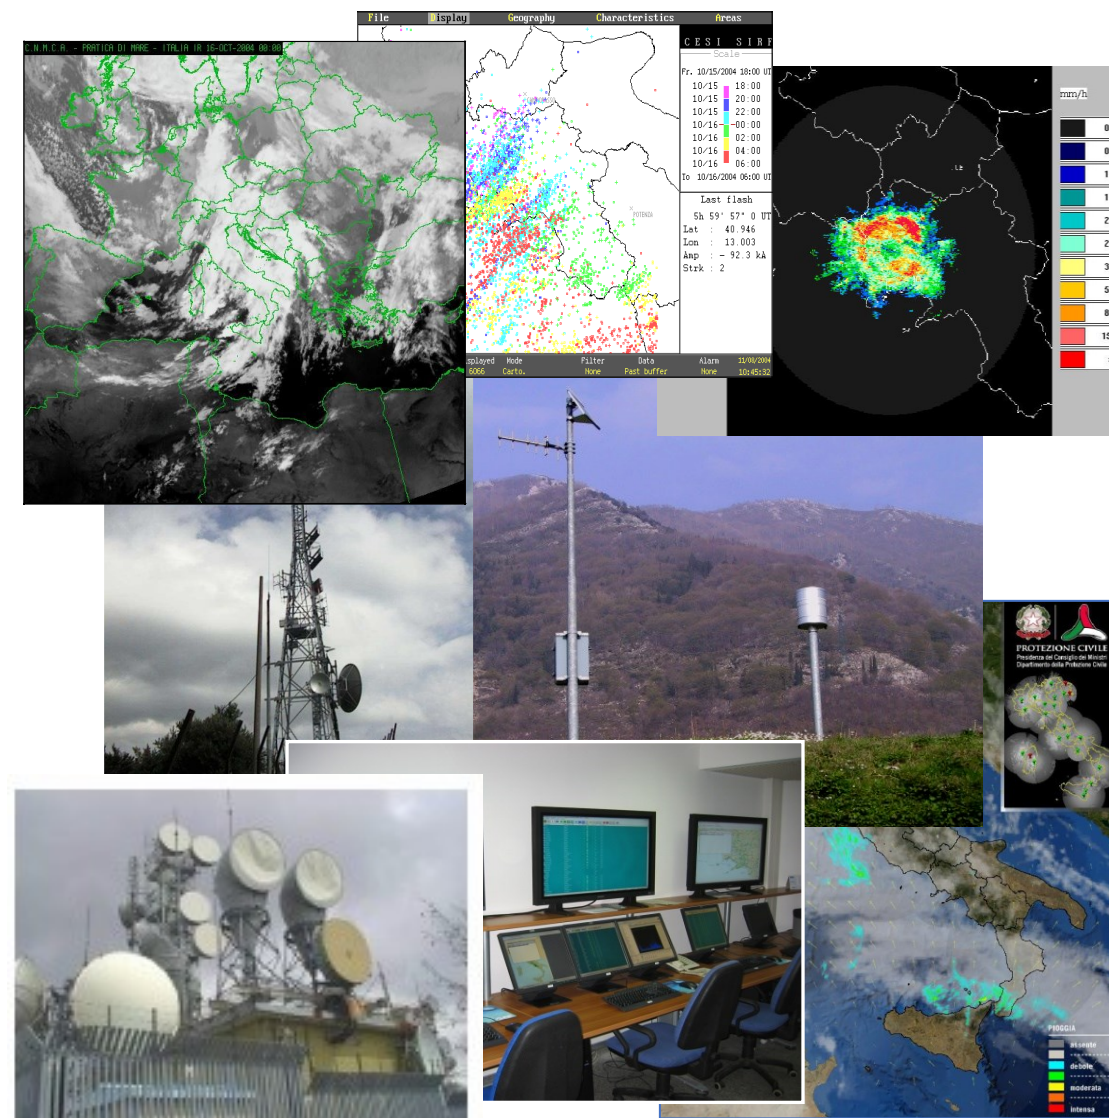 File Display Geography Characteristics Areas
C.N.M.C.A. - PRATICA DI MARE - ITALIA IR 16-OCT-2004 00:00
CESI SIRF
Scale
Fr. 10/15/2004 18:00 UT
10/15 18:00
10/15 20:00
10/15 22:00
10/16 00:00
10/16 02:00
10/16 04:00
10/16 06:00
To 10/16/2004 06:00 UT
Last flash
5h 59' 57" 0 UT
Lat : 40.946
Lon : 13.003
Amp : - 92.3 kA
Strk : 2
POTENZA
Mode Filter Data Alarm 11/08/2004
6066 Carto. None Past buffer None 10:45:32
mm/h
PROTEZIONE CIVILE
Presidenza del Consiglio dei Ministri
Dipartimento della Protezione Civile
PIOGGIA
assente
debole
moderata
intensa